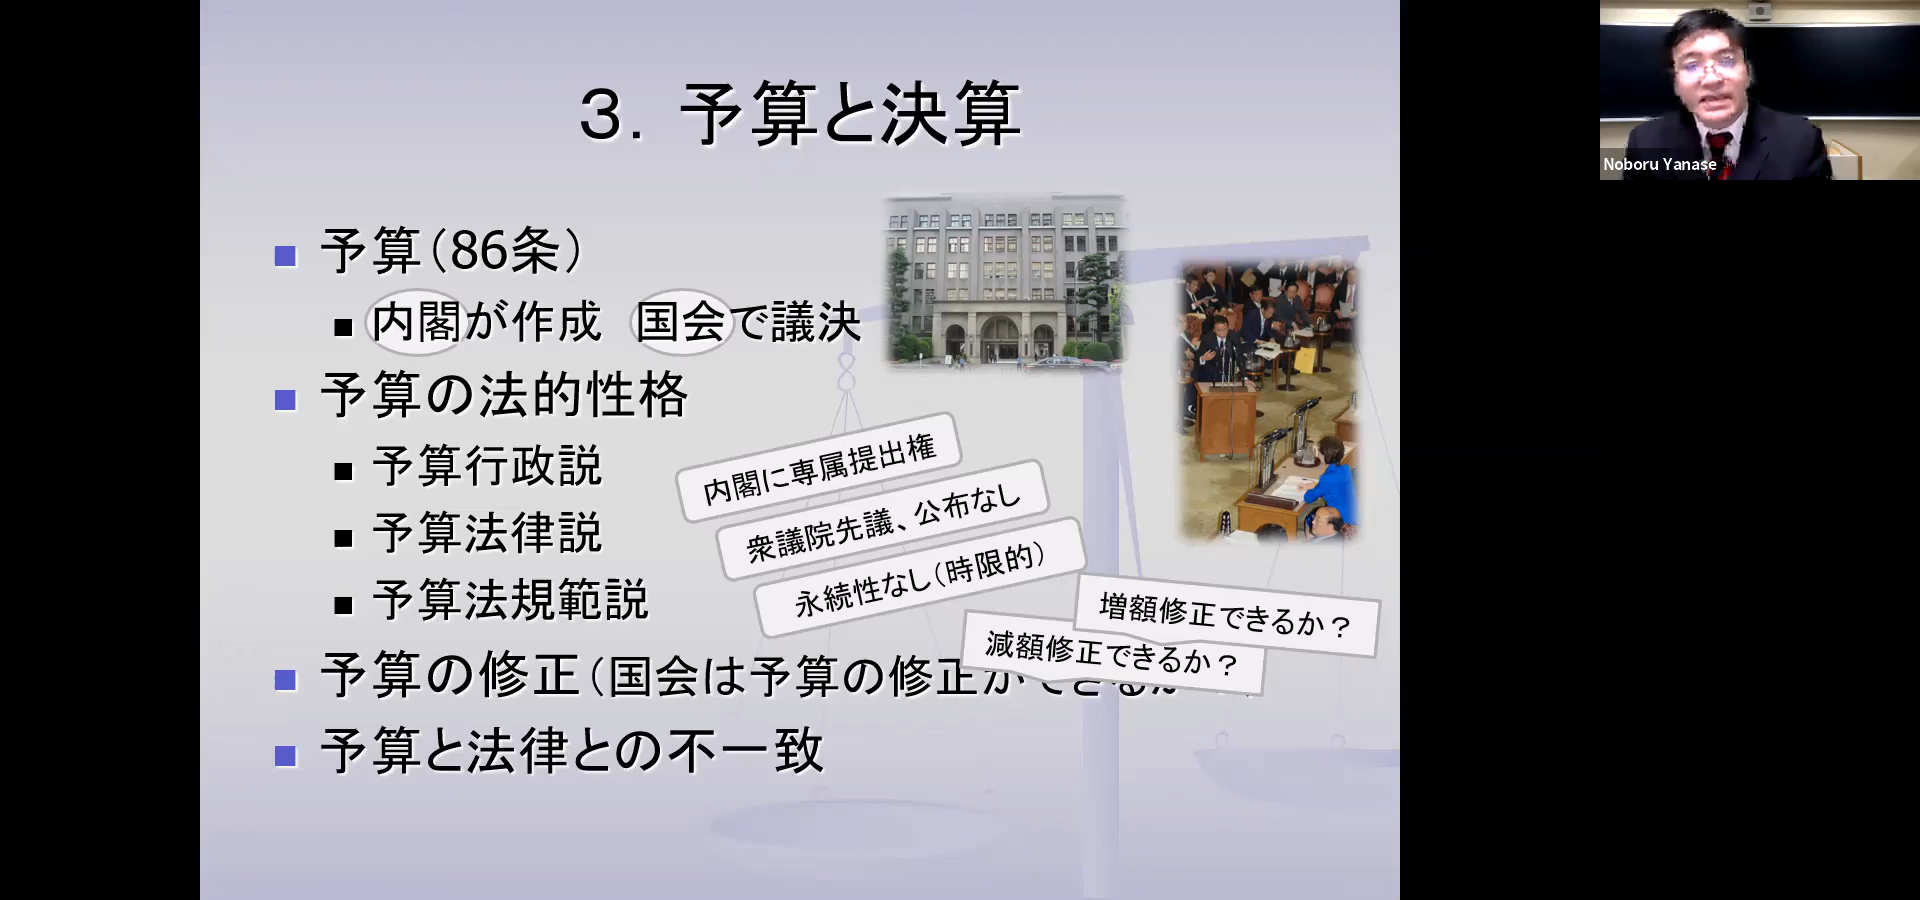 ３．予算と決算
予算（86条）
内閣が作成　国会で議決
予算の法的性格
予算行政説
予算法律説
予算法規範説
内閣に専属提出権
衆議院先議、公布なし
永続性なし（時限的）
増額修正できるか？
減額修正できるか？
予算の修正（国会は予算の修正ができるか
予算と法律との不一致
Noboru Yanase